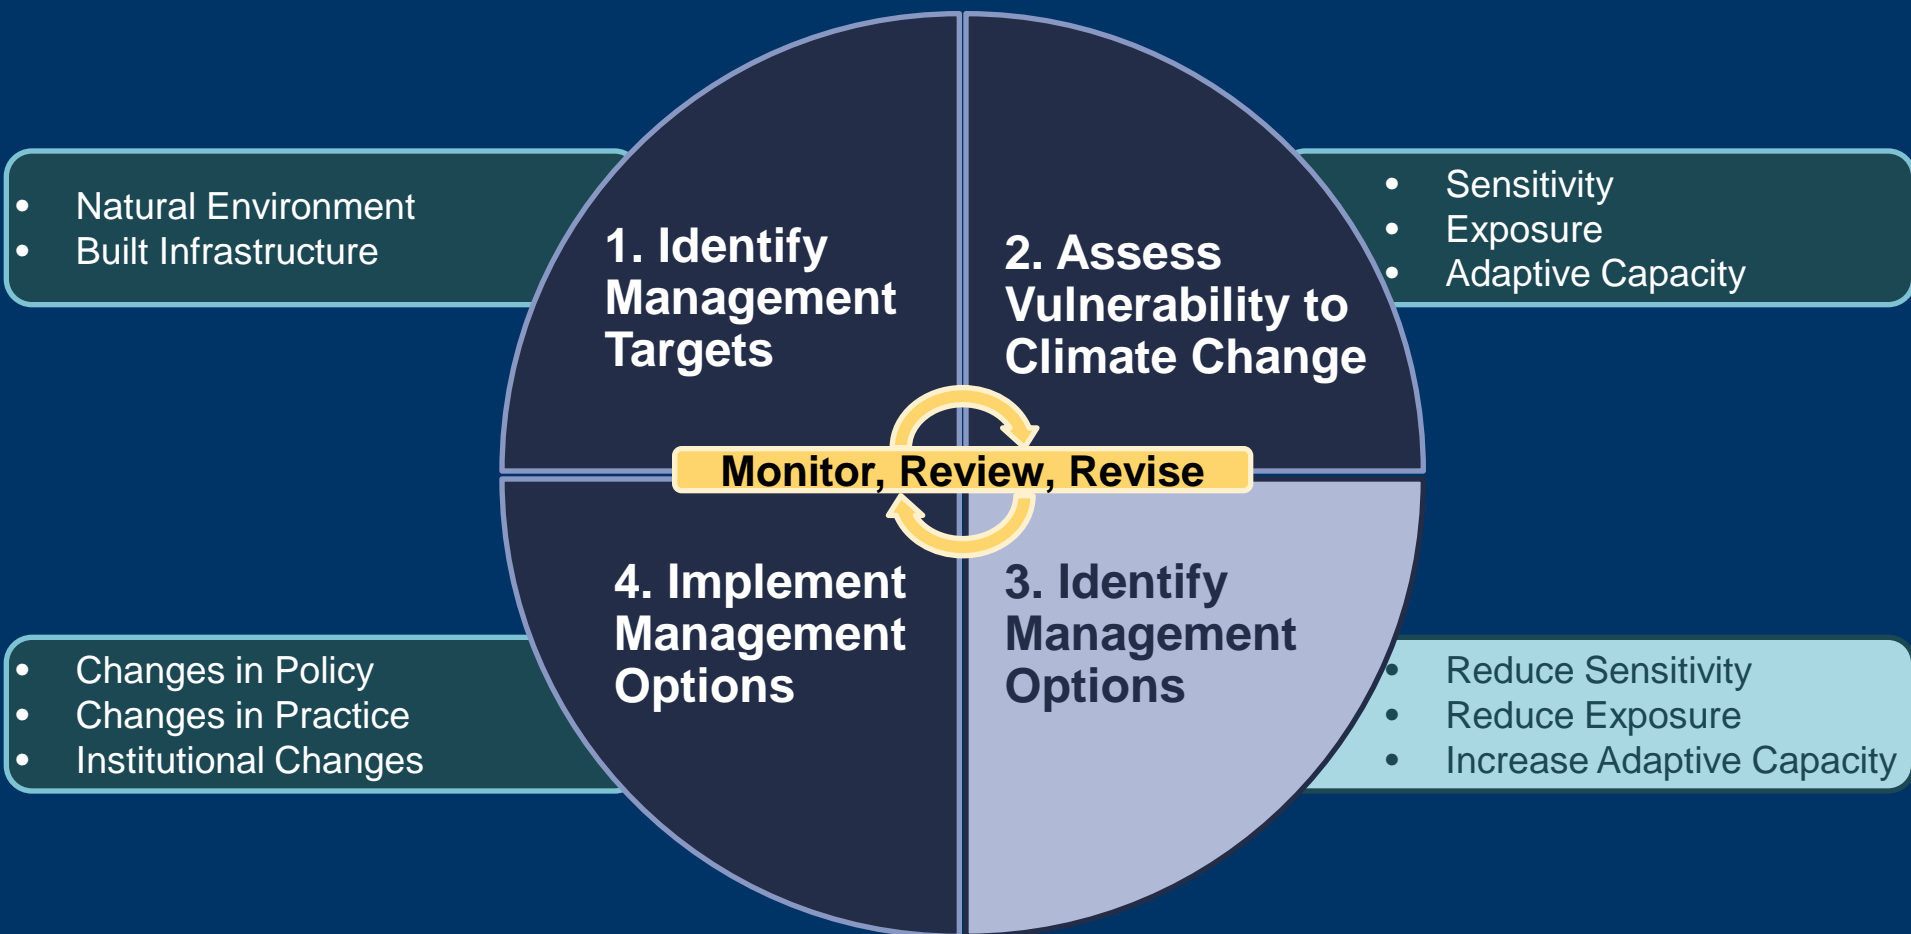 • Natural Environment
• Built Infrastructure
1. Identify
Management
Targets
2. Assess
Vulnerability to
Climate Change
• Sensitivity
• Exposure
• Adaptive Capacity
Monitor, Review, Revise
• Changes in Policy
• Changes in Practice
• Institutional Changes
4. Implement
Management
Options
3. Identify
Management
Options
• Reduce Sensitivity
• Reduce Exposure
• Increase Adaptive Capacity